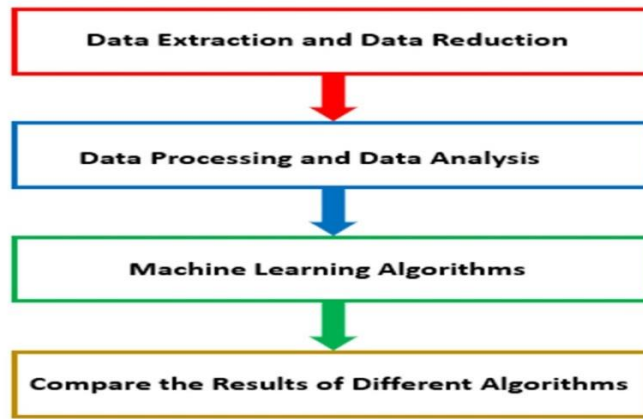 Data Extraction and Data Reduction
Data Processing and Data Analysis
Machine Learning Algorithms
Compare the Results of Different Algorithms